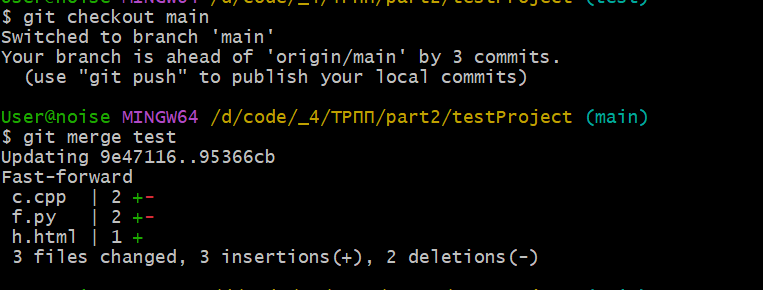 $ git checkout main
Switched to branch 'main'
Your branch is ahead of 'origin/main' by 3 commits.
  (use "git push" to publish your local commits)
User@noise MINGW64 /d/code/_4/ТРПП/part2/testProject (main)
$ git merge test
Updating 9e47116..95366cb
Fast-forward
 c.cpp  | 2 +-
 f.py   | 2 +-
 h.html | 1 +
 3 files changed, 3 insertions(+), 2 deletions(-)